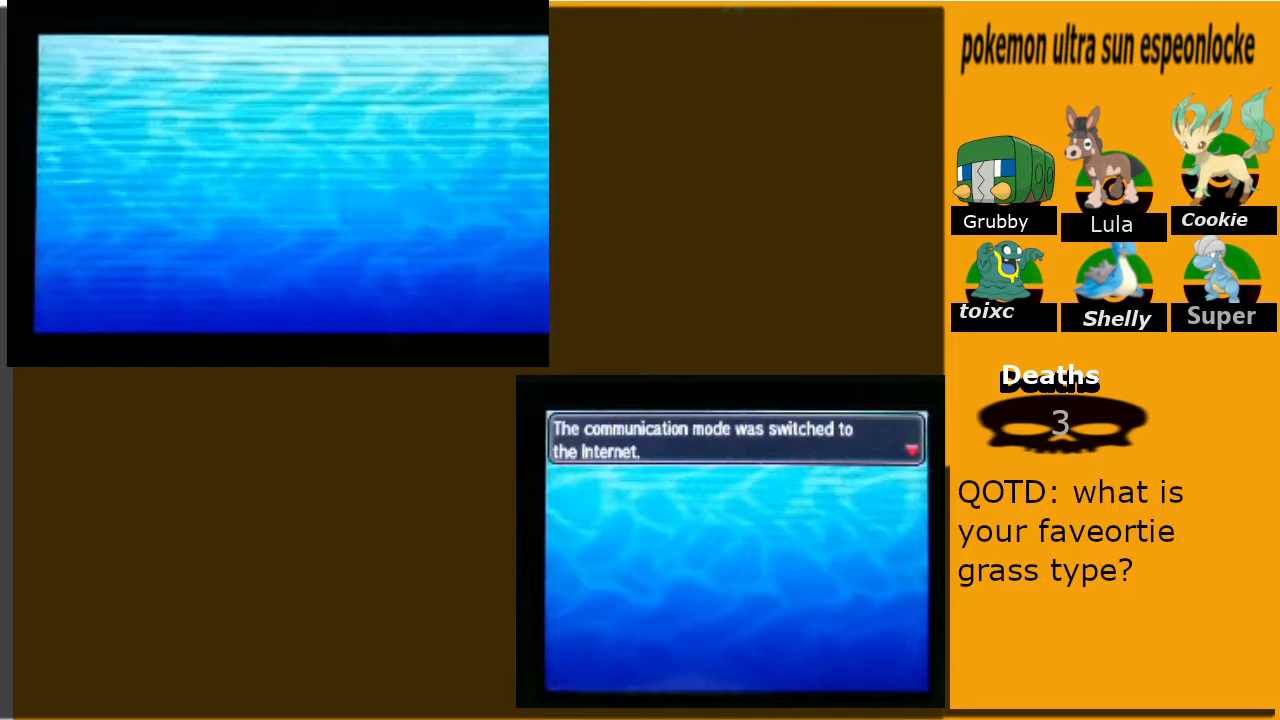 pokemon ultra sun espeonlocke
Grubby
Lula
Cookie
toixc
Shelly
Super
Deaths
3
The communication mode was switched to
the Internet.
QOTD: what is
your faveortie
grass type?